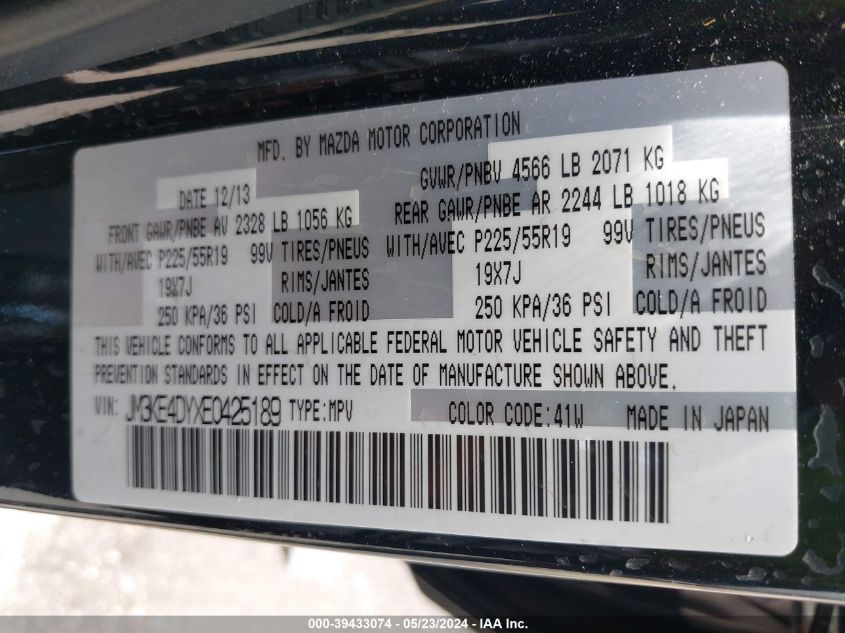 MFD. BY MAZDA MOTOR CORPORATION
DATE 12/13 GVWR/PNBV 4566 LB 2071 KG
FRONT GAWR/PNBE AV 2328 LB 1056 KG REAR GAWR/PNBE AR 2244 LB 1018 KG
WITH/AVEC P225/55R19 99V TIRES/PNEUS WITH/AVEC P225/55R19 99V TIRES/PNEUS
19X7J RIMS/JANTES 19X7J RIMS/JANTES
250 KPA/36 PSI COLD/A FROID 250 KPA/36 PSI COLD/A FROID
THIS VEHICLE CONFORMS TO ALL APPLICABLE FEDERAL MOTOR VEHICLE SAFETY AND THEFT
PREVENTION STANDARDS IN EFFECT ON THE DATE OF MANUFACTURE SHOWN ABOVE.
VIN: JM3KE4DYXE0425189 TYPE:MPV COLOR CODE:41W MADE IN JAPAN
000-39433074 - 05/23/2024 - IAA Inc.